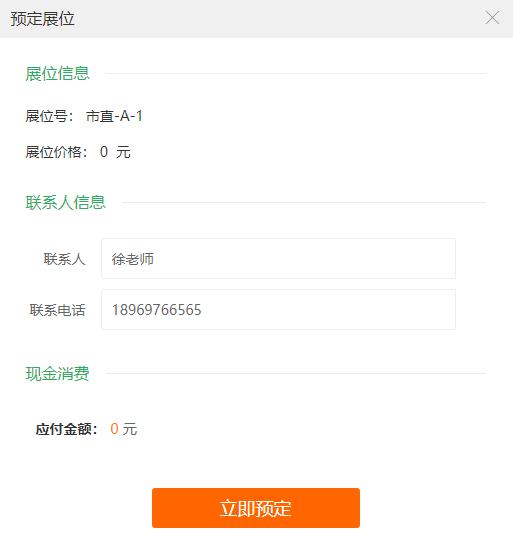 预定展位
展位信息
展位号： 市直-A-1
展位价格： 0 元
联系人信息
联系人 徐老师
联系电话 18969766565
现金消费
应付金额： 0 元
立即预定